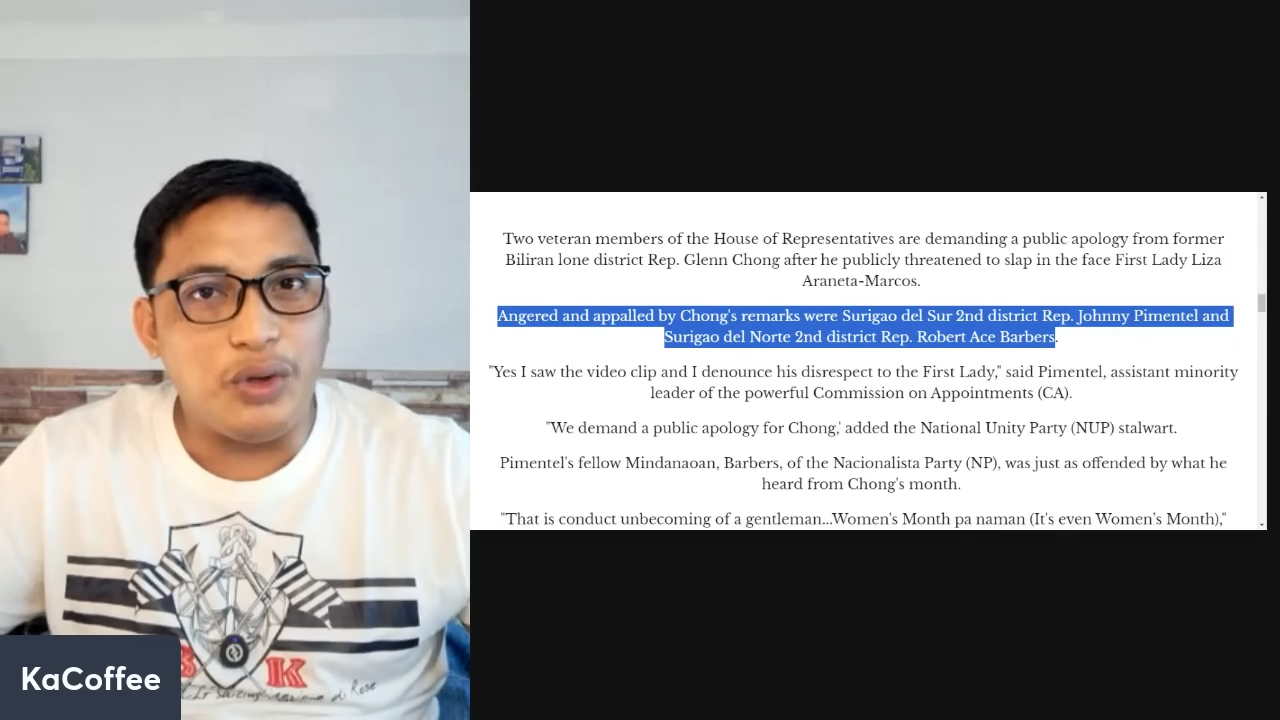 Two veteran members of the House of Representatives are demanding a public apology from former
Biliran lone district Rep. Glenn Chong after he publicly threatened to slap in the face First Lady Liza
Araneta-Marcos.
Angered and appalled by Chong's remarks were Surigao del Sur 2nd district Rep. Johnny Pimentel and
Surigao del Norte 2nd district Rep. Robert Ace Barbers.
"Yes I saw the video clip and I denounce his disrespect to the First Lady," said Pimentel, assistant minority
leader of the powerful Commission on Appointments (CA).
"We demand a public apology for Chong,' added the National Unity Party (NUP) stalwart.
Pimentel's fellow Mindanaoan, Barbers, of the Nacionalista Party (NP), was just as offended by what he
heard from Chong's month.
"That is conduct unbecoming of a gentleman...Women's Month pa naman (It's even Women's Month),"
K
KaCoffee